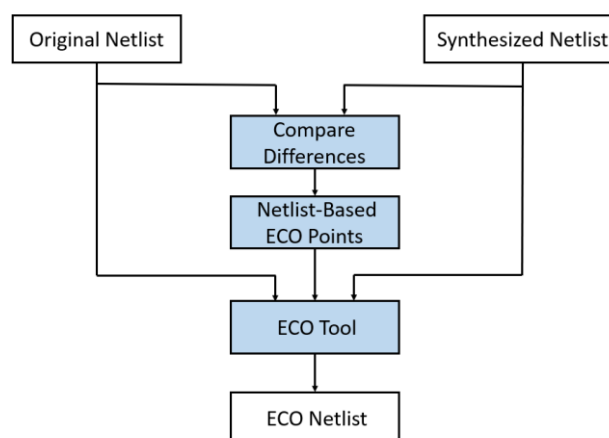 Original Netlist
Synthesized Netlist
Compare
Differences
Netlist-Based
ECO Points
ECO Tool
ECO Netlist